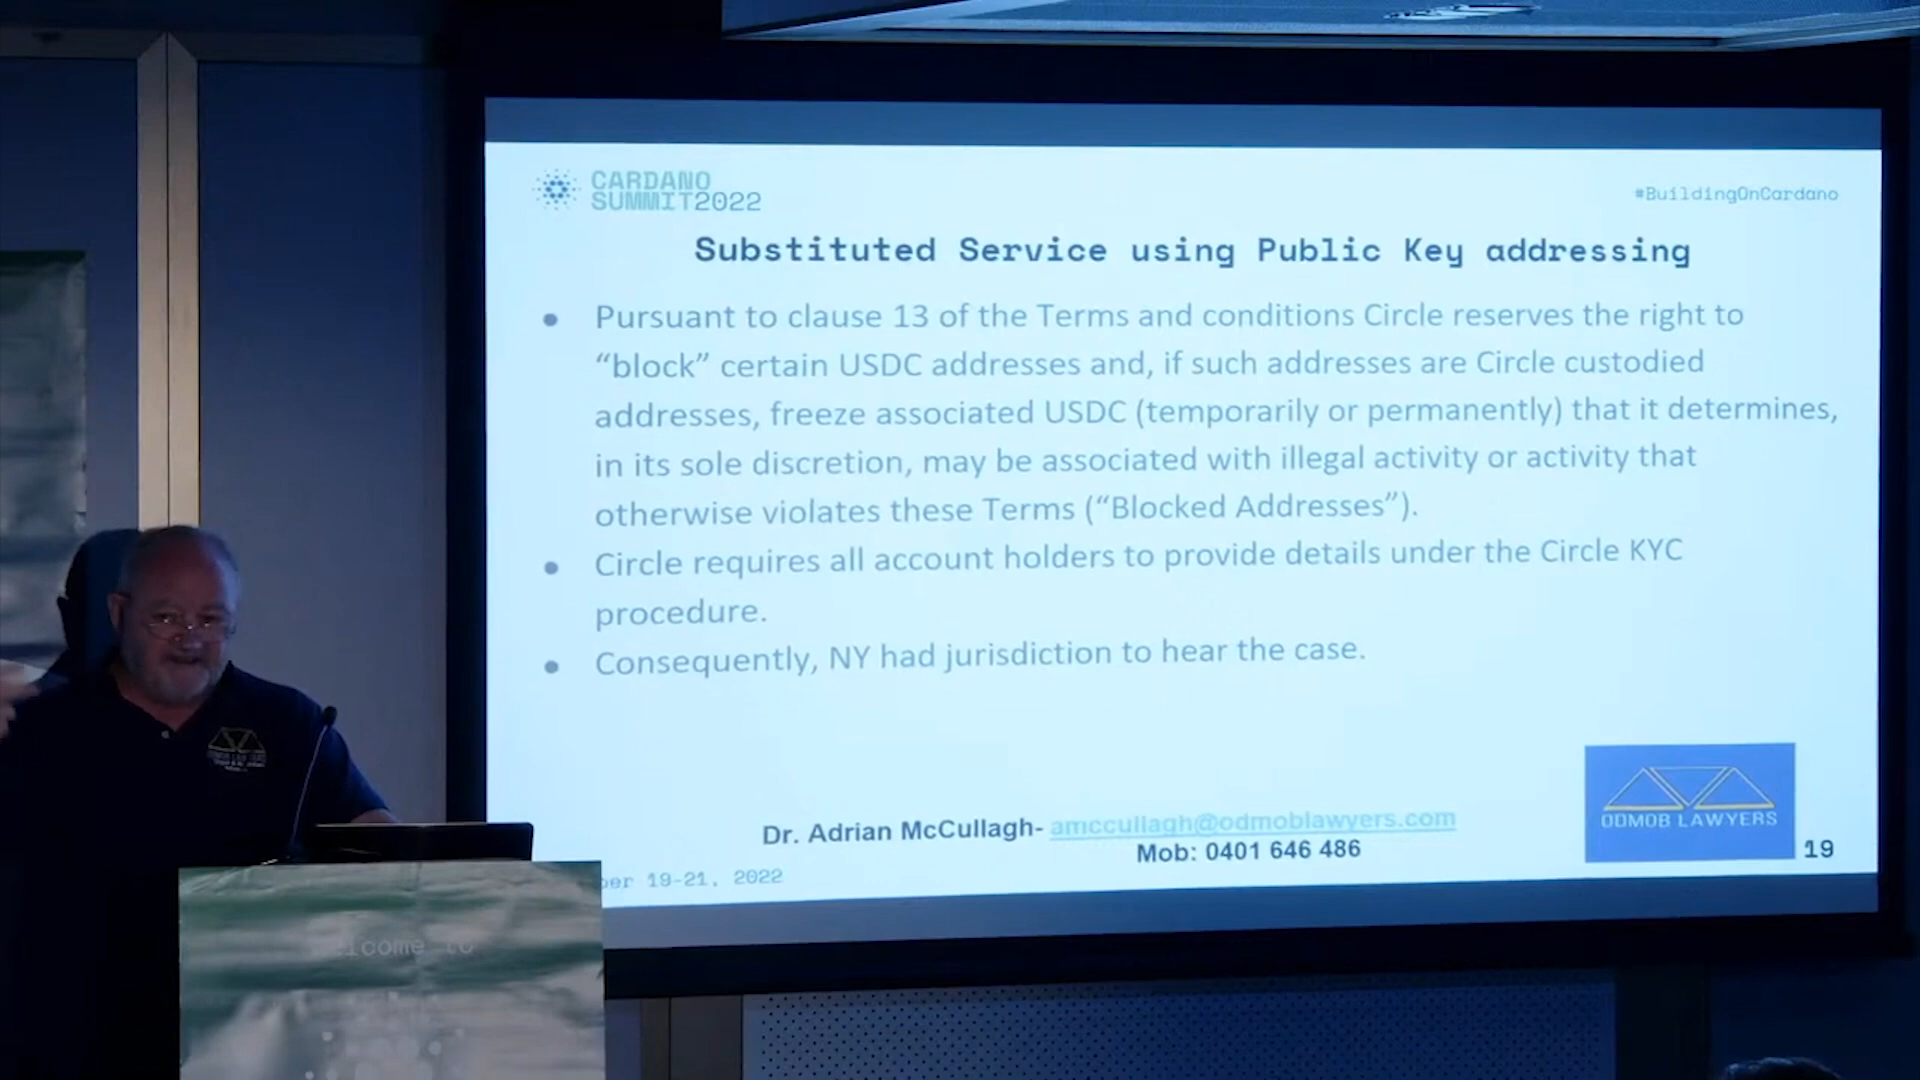 CARDANO
SUMMIT2022
#BuildingOnCardano
Substituted Service using Public Key addressing
● Pursuant to clause 13 of the Terms and conditions Circle reserves the right to
“block” certain USDC addresses and, if such addresses are Circle custodied
addresses, freeze associated USDC (temporarily or permanently) that it determines,
in its sole discretion, may be associated with illegal activity or activity that
otherwise violates these Terms (“Blocked Addresses”).
● Circle requires all account holders to provide details under the Circle KYC
procedure.
● Consequently, NY had jurisdiction to hear the case.
Dr. Adrian McCullagh- amccullagh@odmoblawyers.com
Mob: 0401 646 486
ODMOB LAWYERS
19
ber 19-21, 2022
lcome to
ODMOB LAWYERS